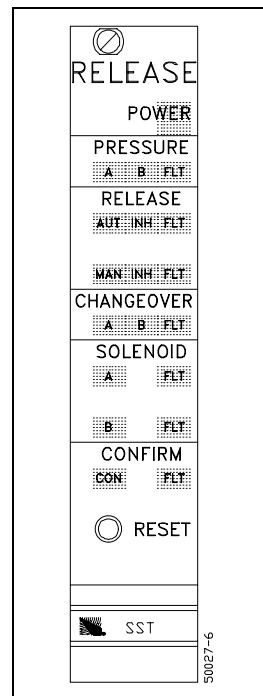 RELEASE
POWER
PRESSURE
A B FLT
RELEASE
AUT INH FLT
MAN INH FLT
CHANGEOVER
A B FLT
SOLENOID
A FLT
B FLT
CONFIRM
CON FLT
RESET
SST
50027-6